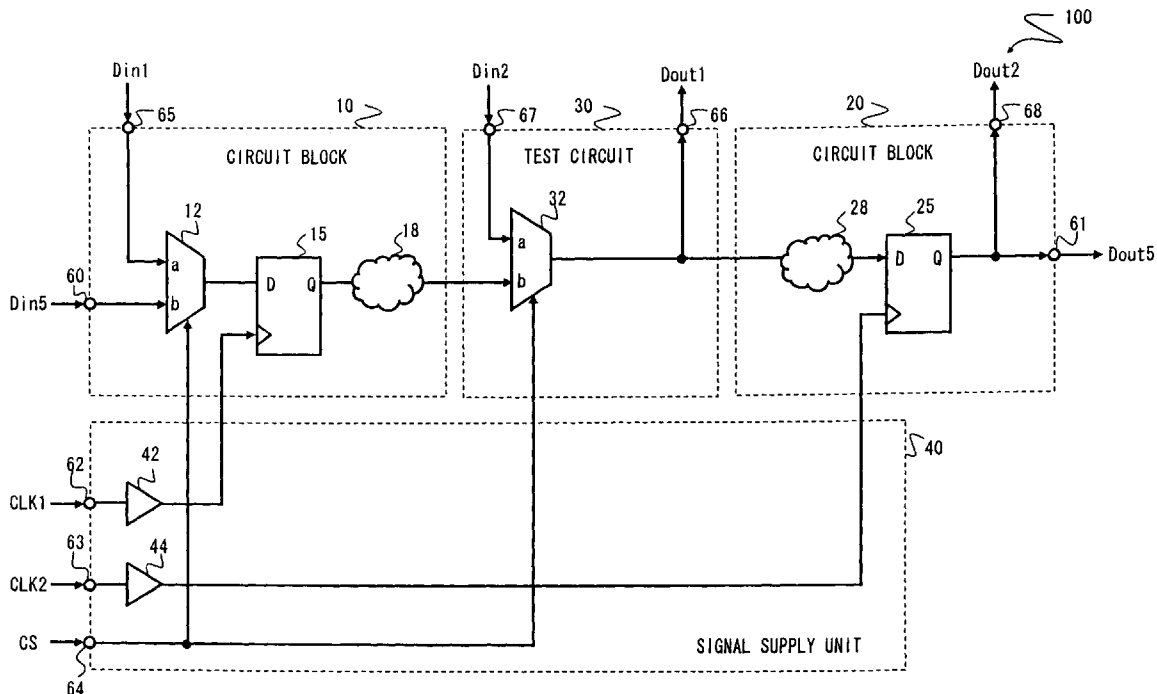 100
Din1
Din2
Dout1
Dout2
65
10
67
30
66
20
68
CIRCUIT BLOCK
TEST CIRCUIT
CIRCUIT BLOCK
12
32
15
18
28
25
61
a
b
D
Q
a
b
D
Q
Dout5
60
Din5
62
42
40
CLK1
63
44
CLK2
CS
SIGNAL SUPPLY UNIT
64